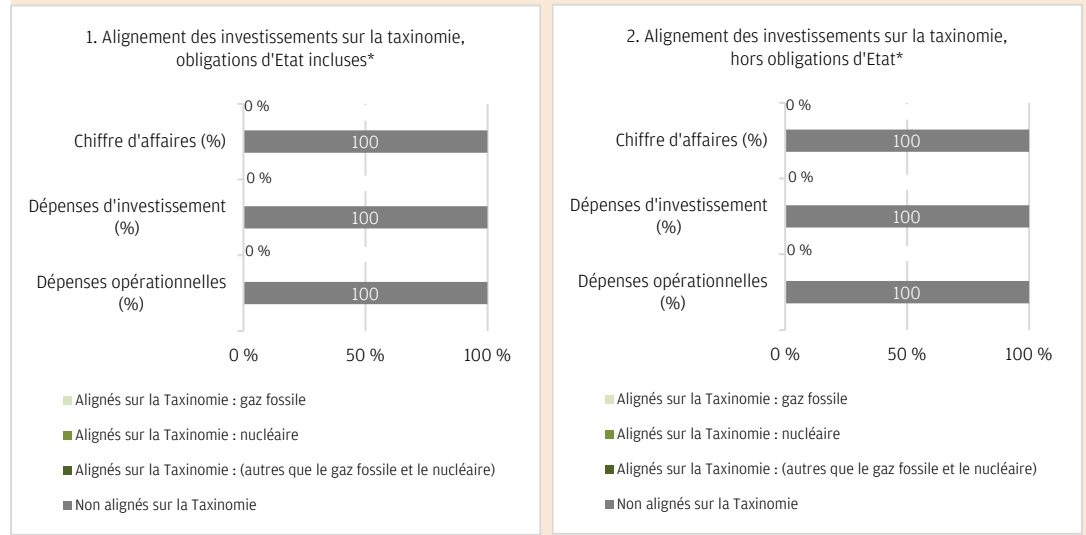 1. Alignement des investissements sur la taxinomie,
obligations d'Etat incluses*
0 %
Chiffre d'affaires (%)
100
0 %
Dépenses d'investissement
(%)
100
0 %
Dépenses opérationnelles
(%)
100
0 %
50 %
100 %
Alignés sur la Taxinomie : gaz fossile
Alignés sur la Taxinomie : nucléaire
Alignés sur la Taxinomie : (autres que le gaz fossile et le nucléaire)
Non alignés sur la Taxinomie
2. Alignement des investissements sur la taxinomie,
hors obligations d'Etat*
0 %
Chiffre d'affaires (%)
100
0 %
Dépenses d'investissement
(%)
100
0 %
Dépenses opérationnelles
(%)
100
0 %
50 %
100 %
Alignés sur la Taxinomie : gaz fossile
Alignés sur la Taxinomie : nucléaire
Alignés sur la Taxinomie : (autres que le gaz fossile et le nucléaire)
Non alignés sur la Taxinomie